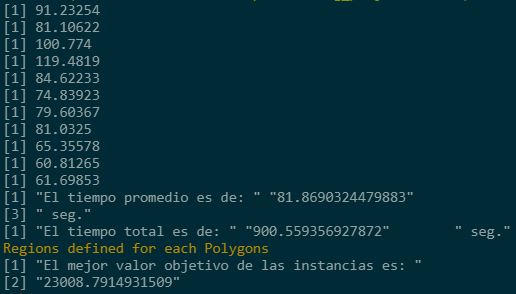 [1] 91.23254
[1] 81.10622
[1] 100.774
[1] 119.4819
[1] 84.62233
[1] 74.83923
[1] 79.60367
[1] 81.0325
[1] 65.35578
[1] 60.81265
[1] 61.69853
[1] "El tiempo promedio es de: " "81.8690324479883"
[3] " seg."
[1] "El tiempo total es de: " "900.559356927872"        " seg."
Regions defined for each Polygons
[1] "El mejor valor objetivo de las instancias es: "
[2] "23008.7914931509"